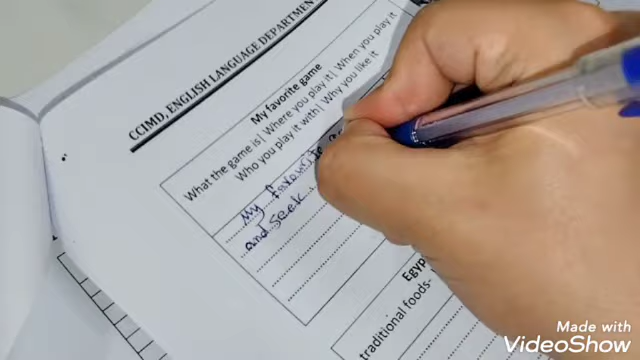 CCIMD, ENGLISH LANGUAGE DEPARTMEN
My favorite game
What the game is| Where you play it| When you play it
Who you play it with| Why you like it
My favourite
and seek.
Egyp
traditional foods-
Made with
VideoShow